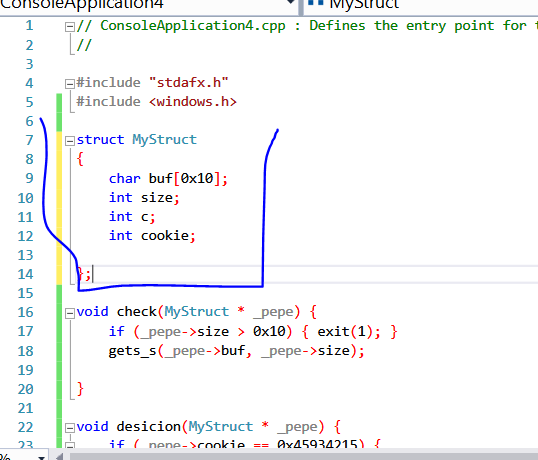 ConsoleApplication4
MyStruct
1 // ConsoleApplication4.cpp : Defines the entry point for
2 //
3
4 #include "stdafx.h"
5 #include <windows.h>
6
7 struct MyStruct
8 {
9 char buf[0x10];
10 int size;
11 int c;
12 int cookie;
13
14 };
15
16 void check(MyStruct * _pepe) {
17 if (_pepe->size > 0x10) { exit(1); }
18 gets_s(_pepe->buf, _pepe->size);
19
20 }
21
22 void desicion(MyStruct * _pepe) {
23 if (_pepe->cookie == 0x45934215) {
%